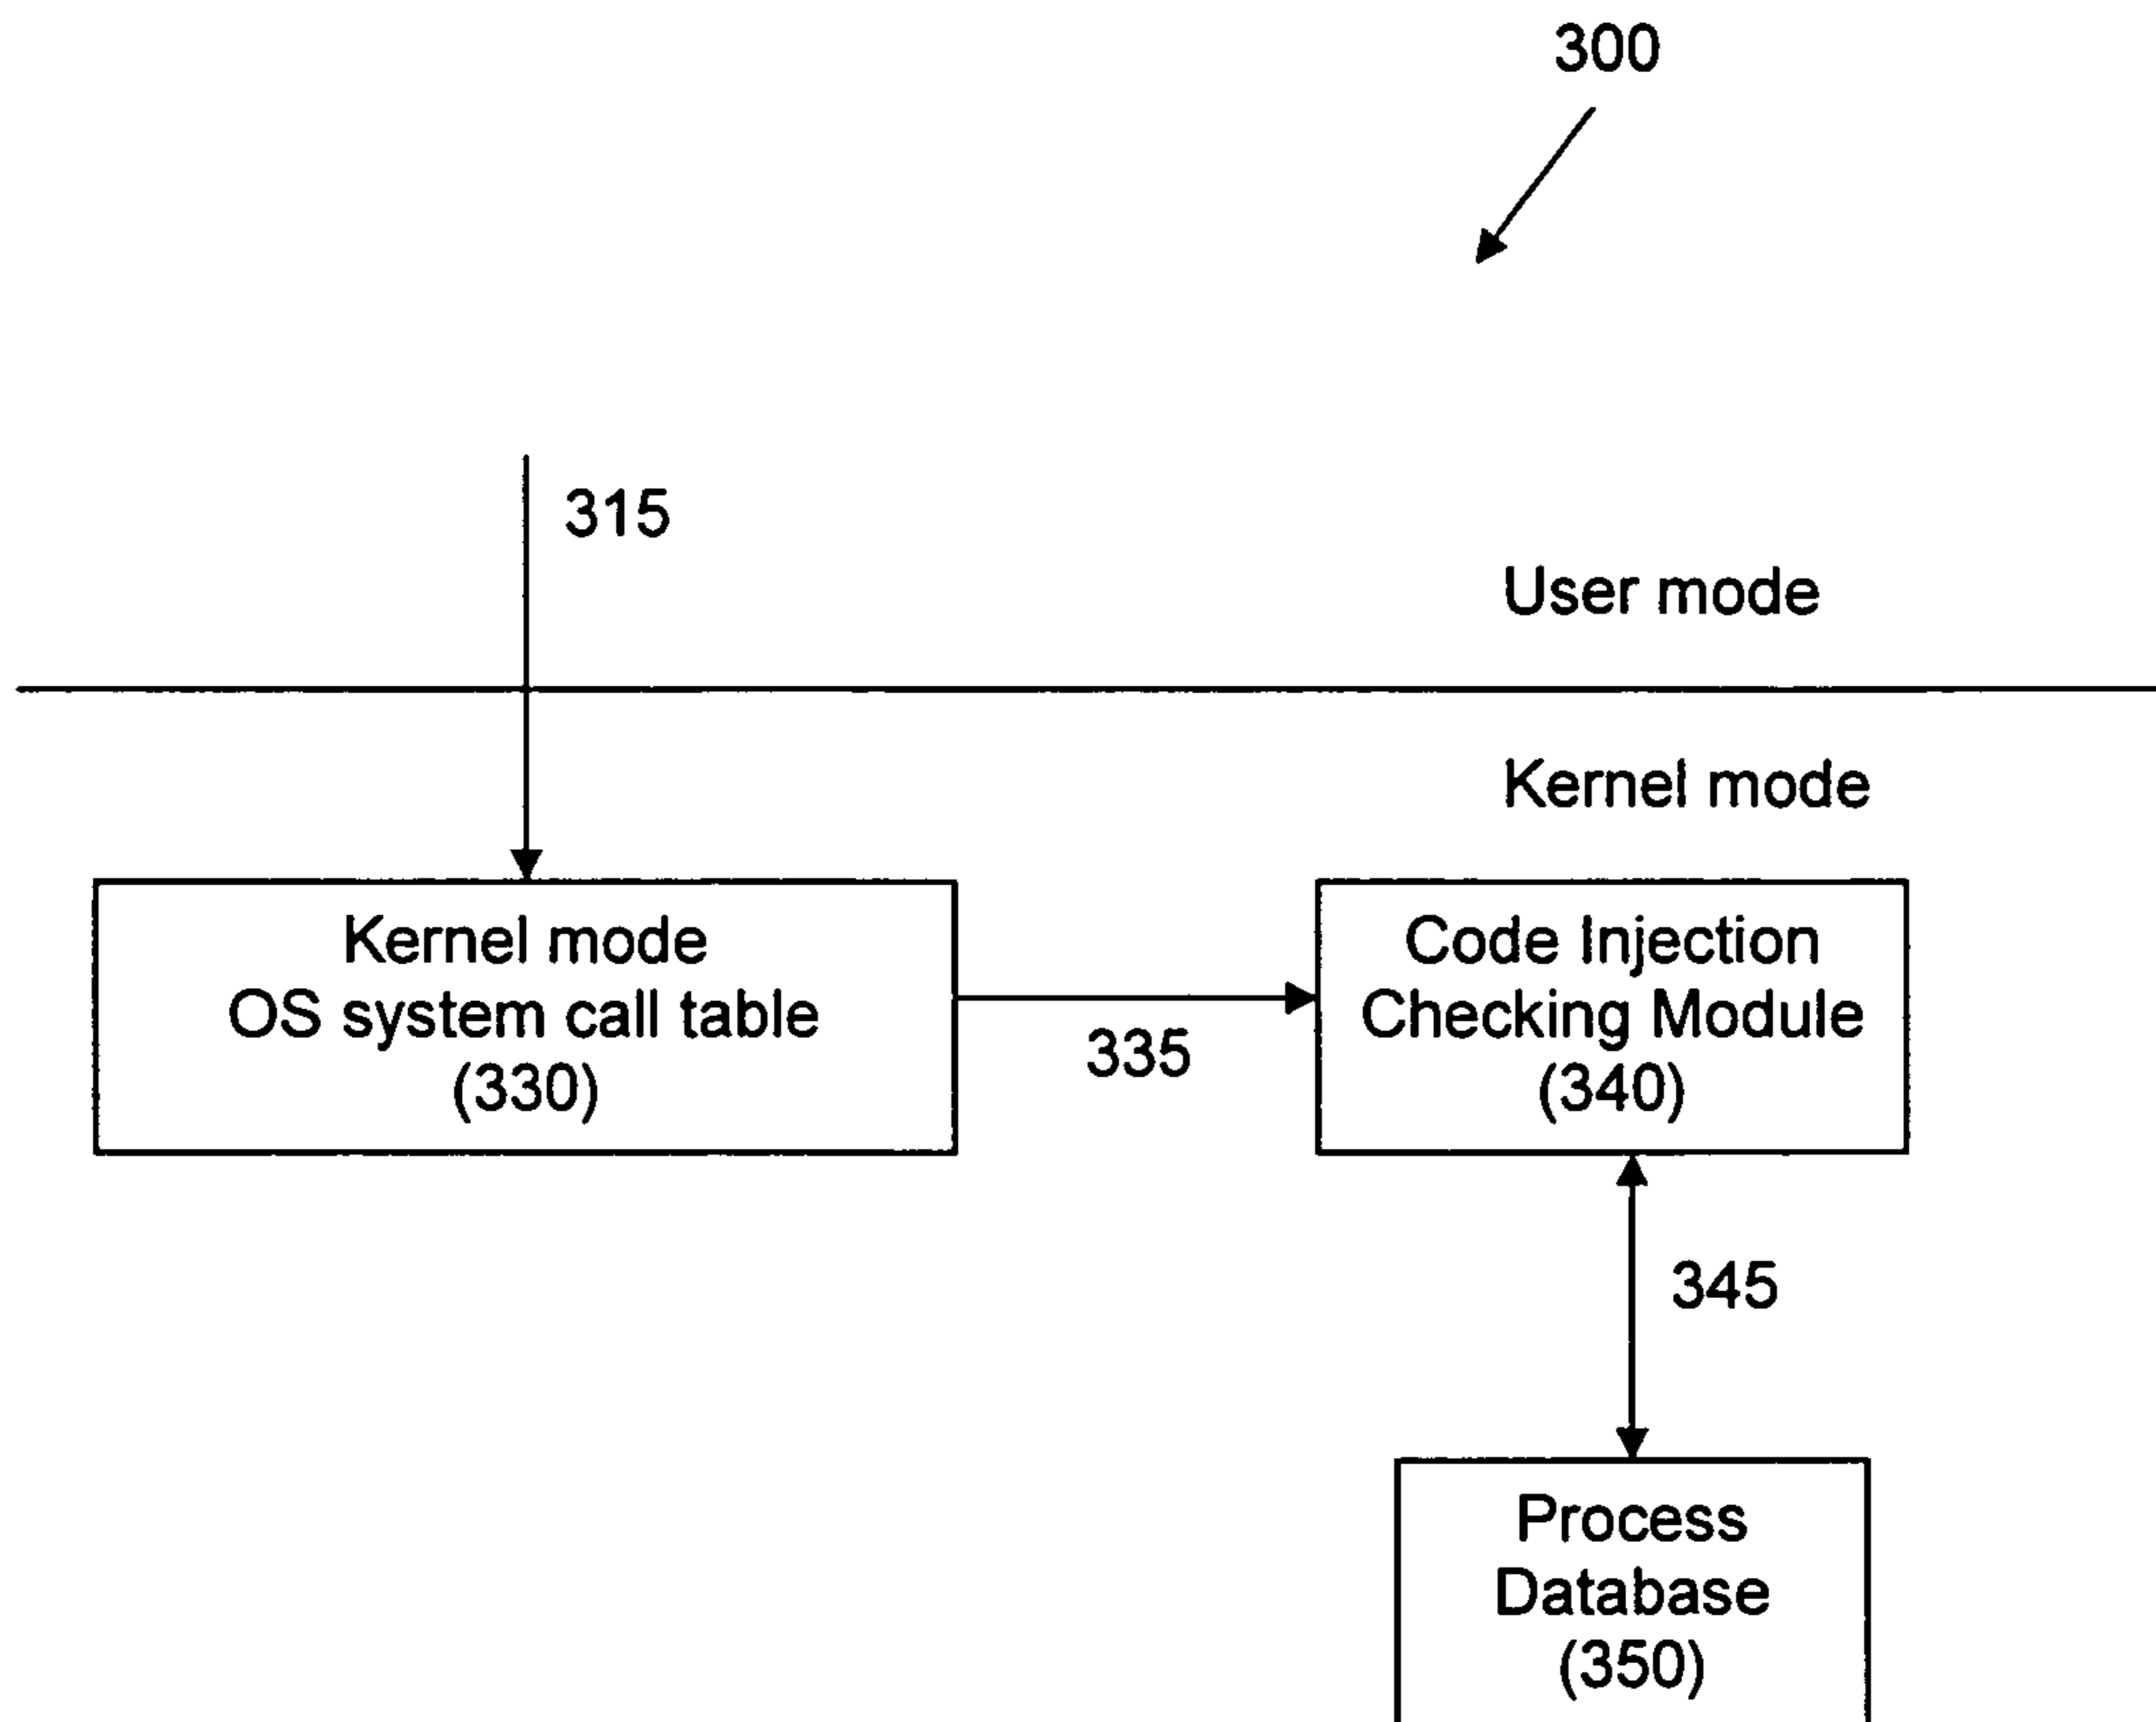 300
315
User mode
Kernel mode
Kernel mode
OS system call table
(330)
335
Code Injection
Checking Module
(340)
345
Process
Database
(350)